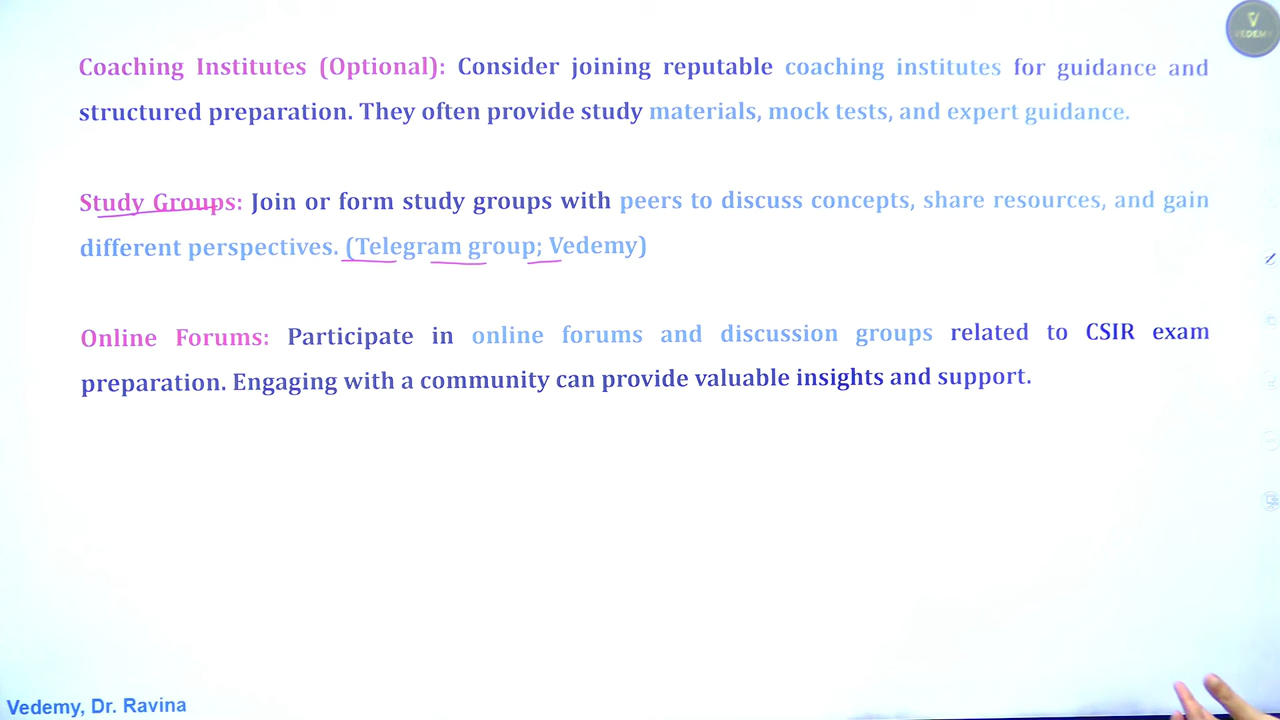 V
VEDEMY
Coaching Institutes (Optional): Consider joining reputable coaching institutes for guidance and
structured preparation. They often provide study materials, mock tests, and expert guidance.
Study Groups: Join or form study groups with peers to discuss concepts, share resources, and gain
different perspectives. (Telegram group; Vedemy)
Online Forums: Participate in online forums and discussion groups related to CSIR exam
preparation. Engaging with a community can provide valuable insights and support.
Vedemy, Dr. Ravina